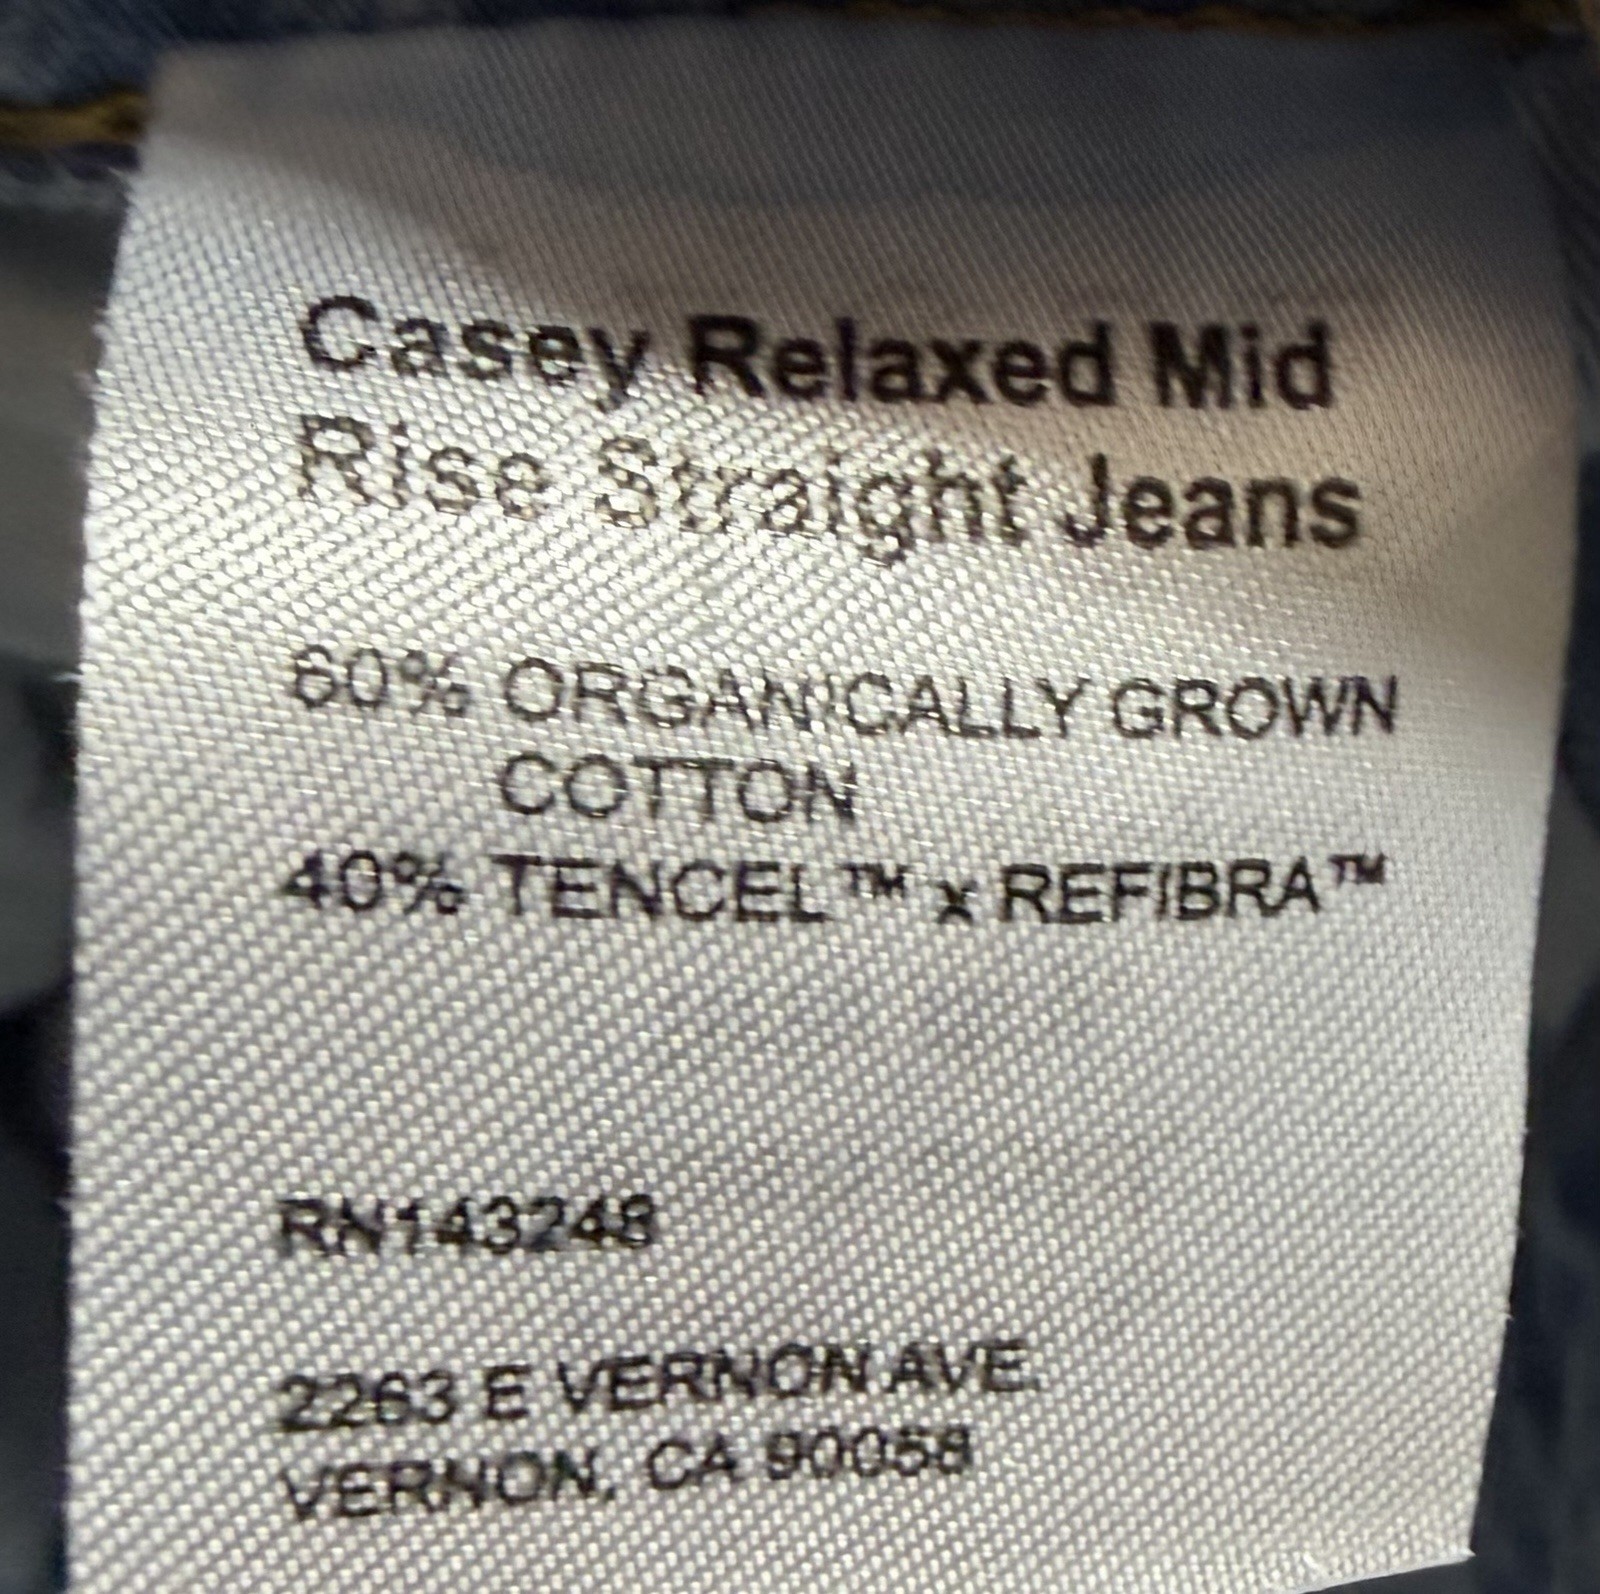 Casey Relaxed Mid
Rise Straight Jeans
60% ORGANICALLY GROWN
COTTON
40% TENCEL™ x REFIBRA™
RN143248
2263 E VERNON AVE.
VERNON, CA 90058